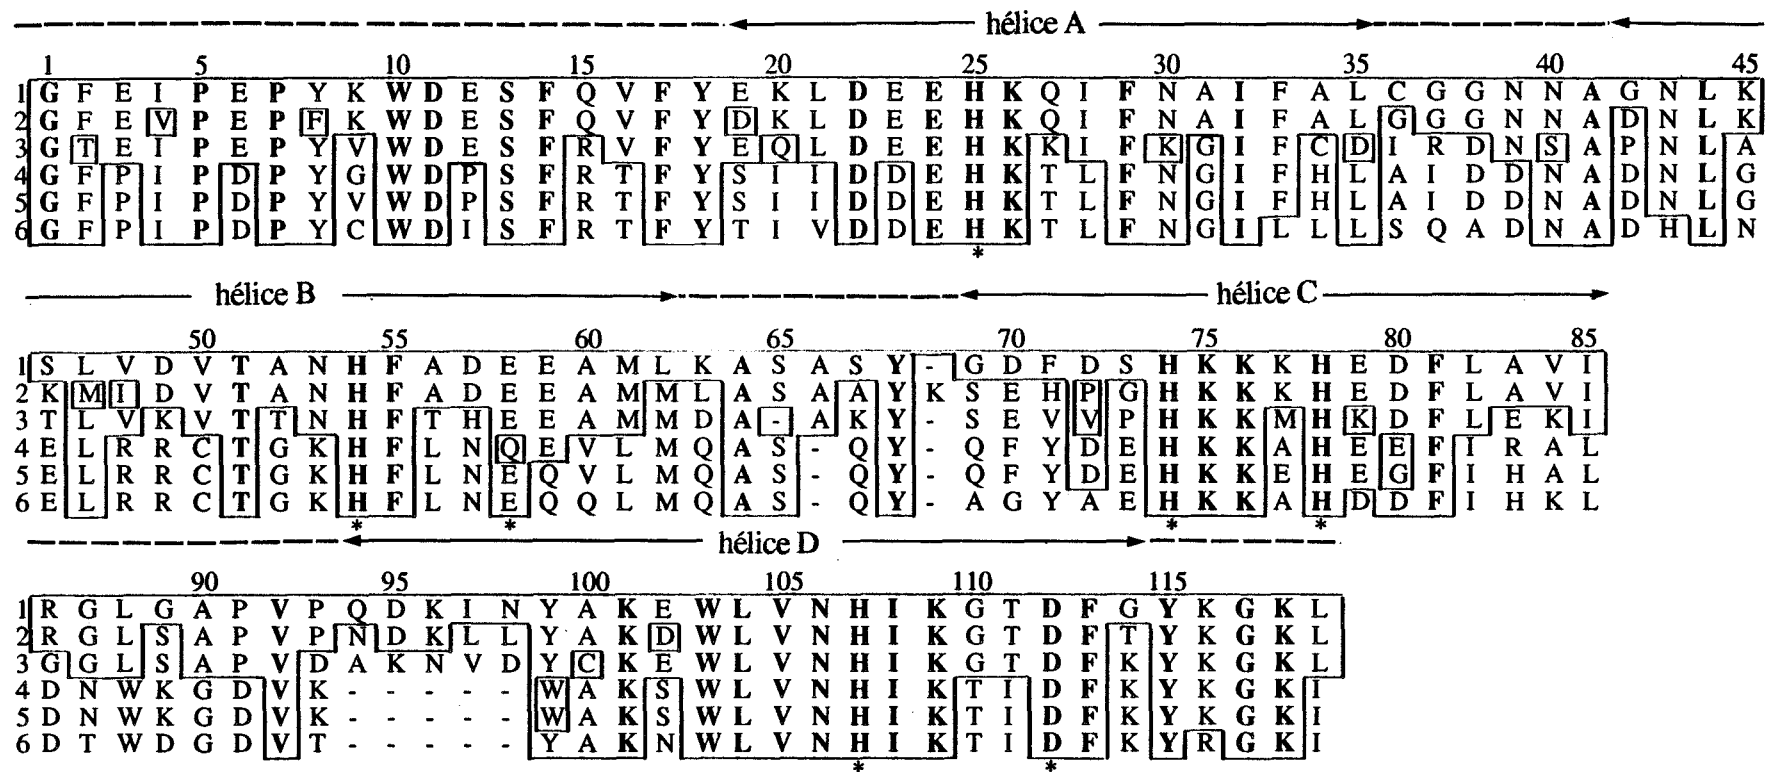 hélice A
1 5 10 15 20 25 30 35 40 45
1 G F E I P E P Y K W D E S F Q V F Y E K L D E E H K Q I F N A I F A L C G G N N A G N L K
2 G F E V P E P F K W D E S F Q V F Y D K L D E E H K Q I F N A I F A L G G G N N A D N L K
3 G T E I P E P Y V W D E S F R V F Y E Q L D E E H K K I F K G I F C D I R D N S A P N L A
4 G F P I P D P Y G W D P S F R T F Y S I I D D E H K T L F N G I F H L A I D D N A D N L G
5 G F P I P D P Y V W D P S F R T F Y S I I D D E H K T L F N G I F H L A I D D N A D N L G
6 G F P I P D P Y C W D I S F R T F Y T I V D D E H K T L F N G I L L L S Q A D N A D H L N
*
hélice B hélice C
50 55 60 65 70 75 80 85
1 S L V D V T A N H F A D E E A M L K A S A S Y - G D F D S H K K K H E D F L A V I
2 K M I D V T A N H F A D E E A M M L A S A A Y K S E H P G H K K K H E D F L A V I
3 T L V K V T T N H F T H E E A M M D A - A K Y - S E V V P H K K M H K D F L E K I
4 E L R R C T G K H F L N Q E V L M Q A S - Q Y - Q F Y D E H K K A H E E F I R A L
5 E L R R C T G K H F L N E Q V L M Q A S - Q Y - Q F Y D E H K K E H E G F I H A L
6 E L R R C T G K H F L N E Q Q L M Q A S - Q Y - A G Y A E H K K A H D D F I H K L
* * * *
hélice D
90 95 100 105 110 115
1 R G L G A P V P Q D K I N Y A K E W L V N H I K G T D F G Y K G K L
2 R G L S A P V P N D K L L Y A K D W L V N H I K G T D F T Y K G K L
3 G G L S A P V D A K N V D Y C K E W L V N H I K G T D F K Y K G K L
4 D N W K G D V K - - - - - W A K S W L V N H I K T I D F K Y K G K I
5 D N W K G D V K - - - - - W A K S W L V N H I K T I D F K Y K G K I
6 D T W D G D V T - - - - - Y A K N W L V N H I K T I D F K Y R G K I
* *